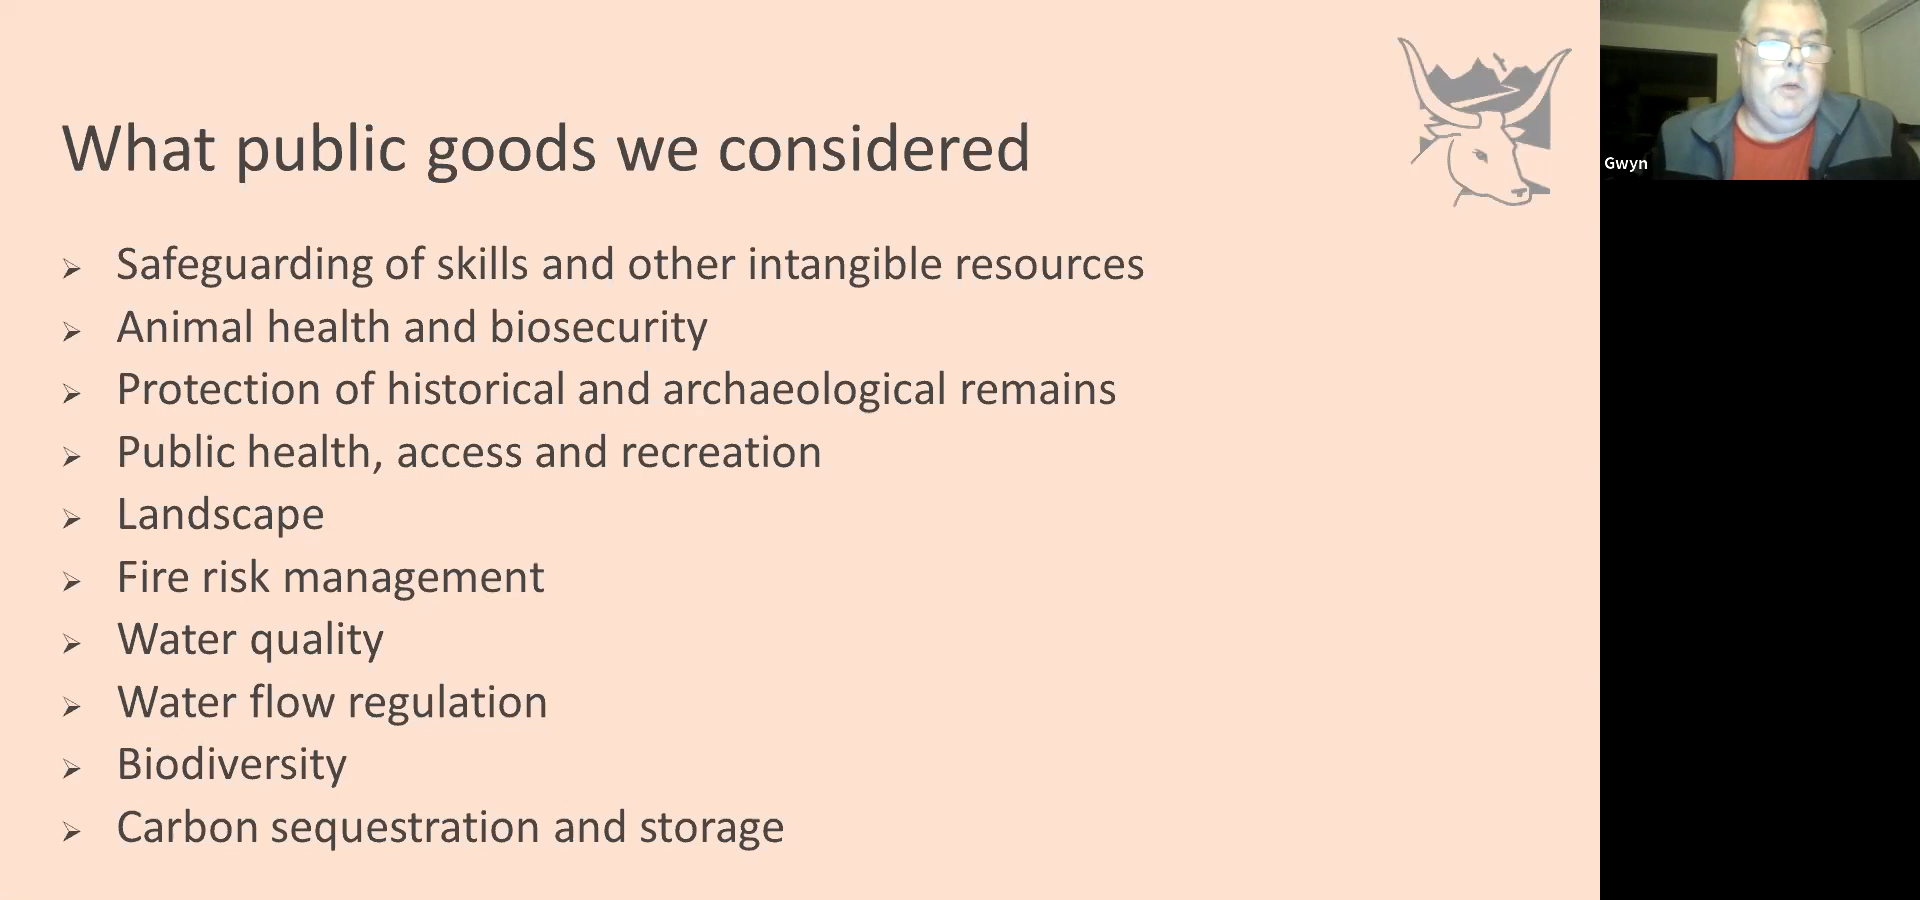 What public goods we considered
Safeguarding of skills and other intangible resources
Animal health and biosecurity
Protection of historical and archaeological remains
Public health, access and recreation
Landscape
Fire risk management
Water quality
Water flow regulation
Biodiversity
Carbon sequestration and storage
Gwyn